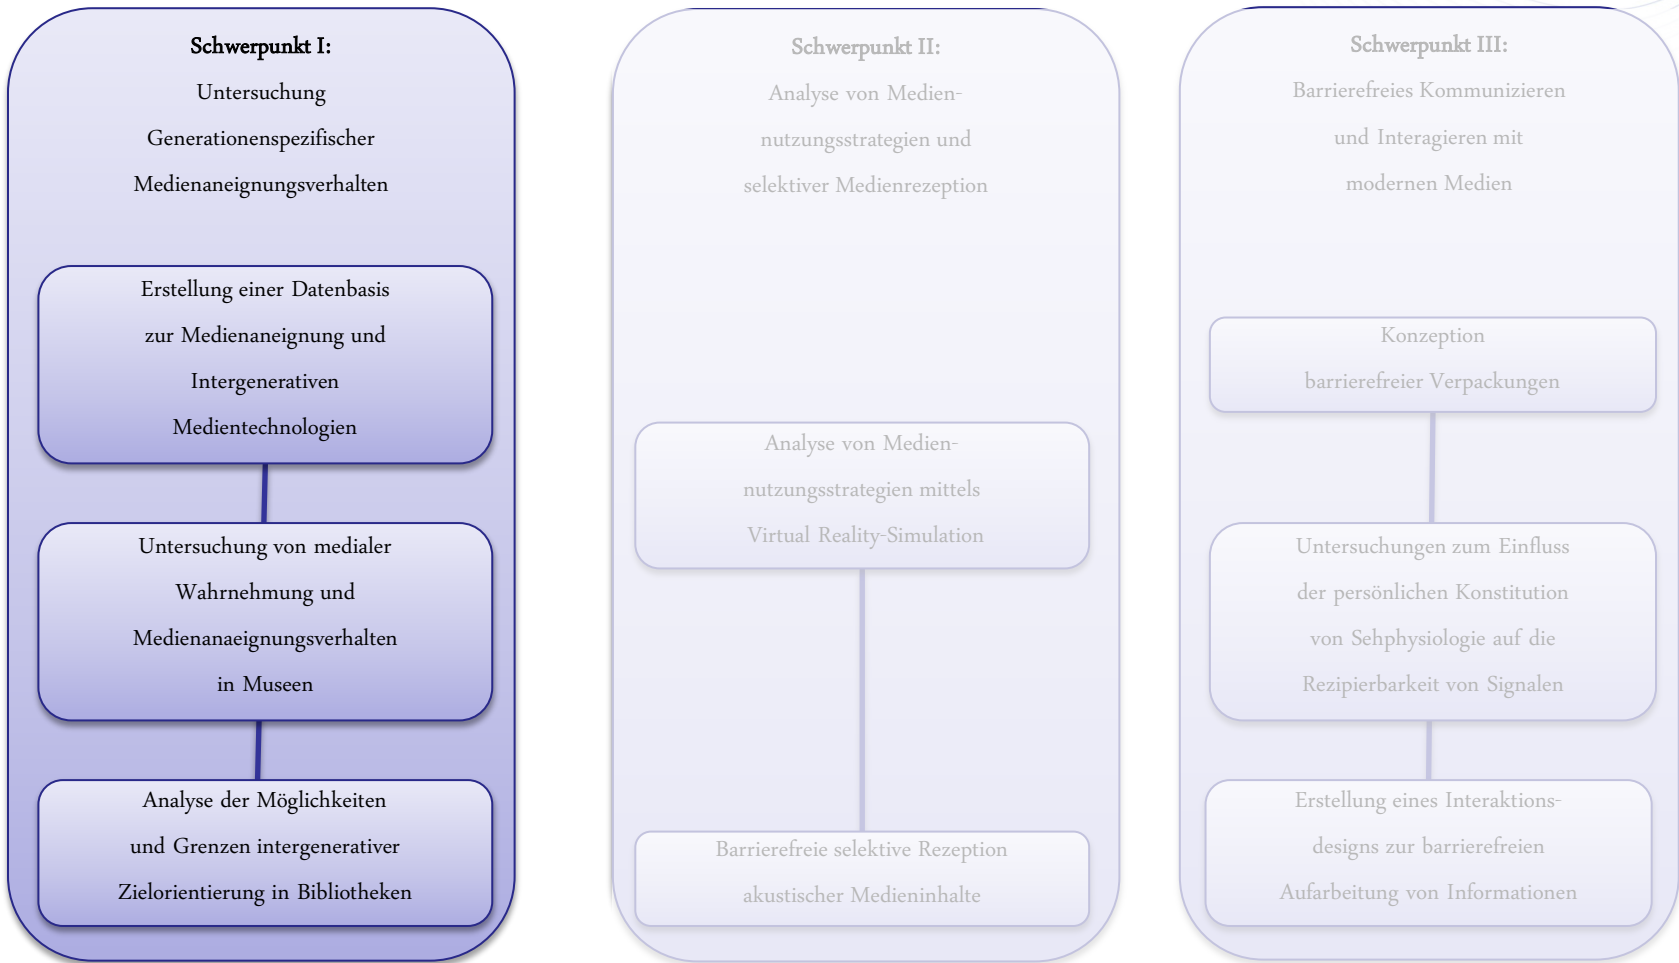 Schwerpunkt I:
Untersuchung
Generationenspezifischer
Medienaneignungsverhalten
Erstellung einer Datenbasis
zur Medienaneignung und
Intergenerativen
Medientechnologien
Untersuchung von medialer
Wahrnehmung und
Medienanaeignungsverhalten
in Museen
Analyse der Möglichkeiten
und Grenzen intergenerativer
Zielorientierung in Bibliotheken
Schwerpunkt II:
Analyse von Medien-
nutzungsstrategien und
selektiver Medienrezeption
Analyse von Medien-
nutzungsstrategien mittels
Virtual Reality-Simulation
Barrierefreie selektive Rezeption
akustischer Medieninhalte
Schwerpunkt III:
Barrierefreies Kommunizieren
und Interagieren mit
modernen Medien
Konzeption
barrierefreier Verpackungen
Untersuchungen zum Einfluss
der persönlichen Konstitution
von Sehphysiologie auf die
Rezipierbarkeit von Signalen
Erstellung eines Interaktions-
designs zur barrierefreien
Aufarbeitung von Informationen